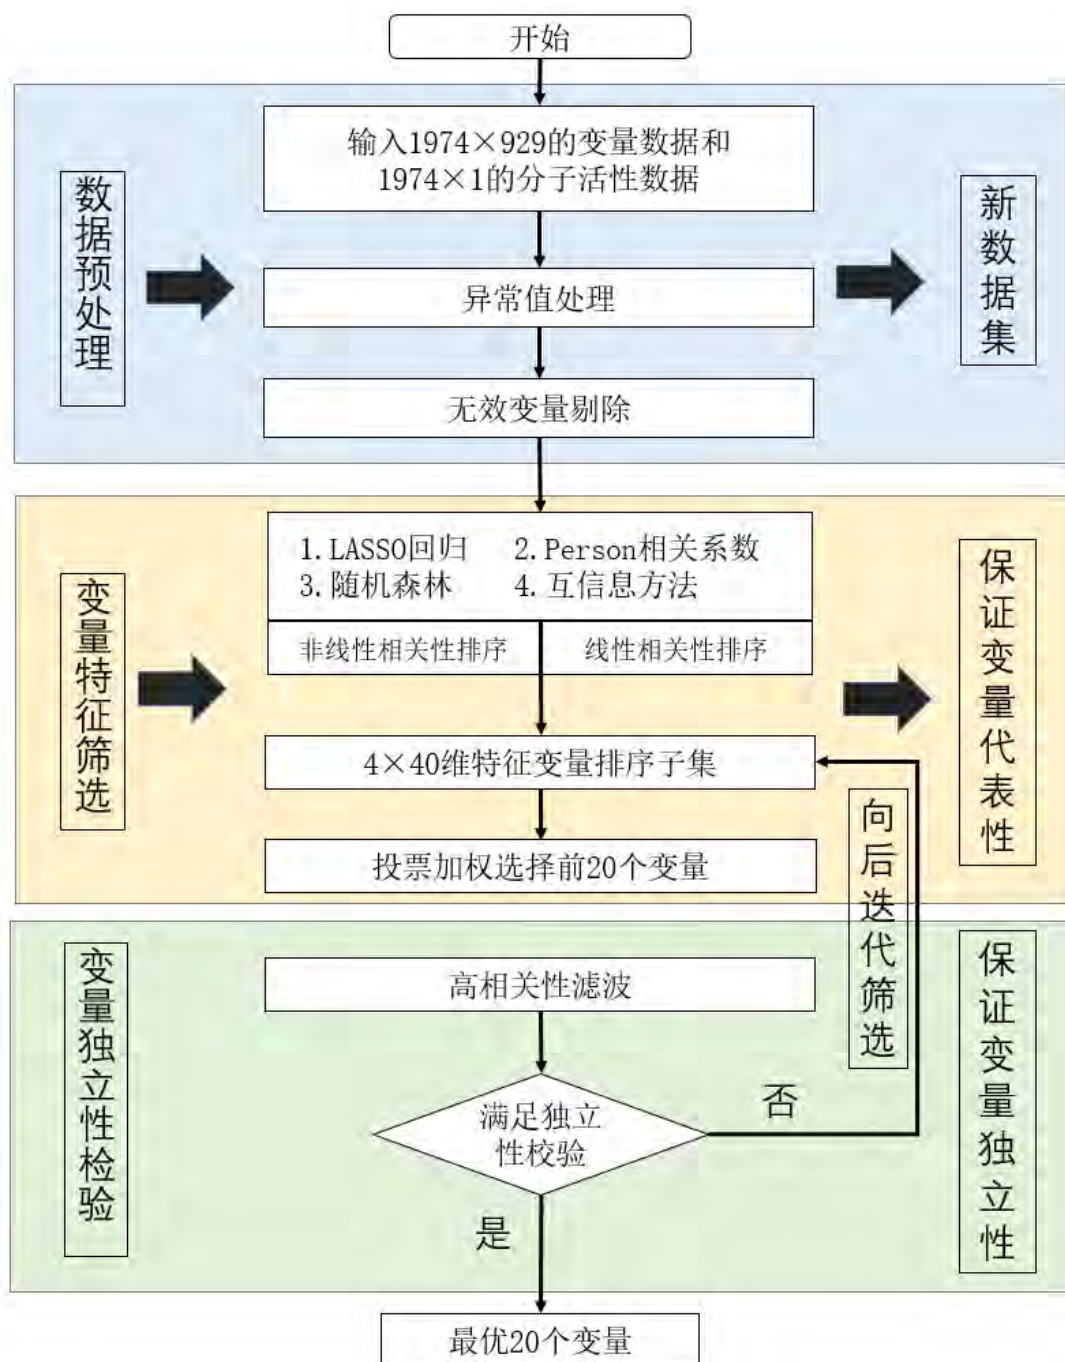 开始
输入1974×929的变量数据和
1974×1的分子活性数据
数据预处理
新数据集
异常值处理
无效变量剔除
1.LASSO回归 2.Person相关系数
3.随机森林 4.互信息方法
非线性相关性排序 线性相关性排序
变量特征筛选
保证变量代表性
4×40维特征变量排序子集
投票加权选择前20个变量
向后迭代筛选
变量独立性检验
保证变量独立性
高相关性滤波
满足独立
性校验
否
是
最优20个变量